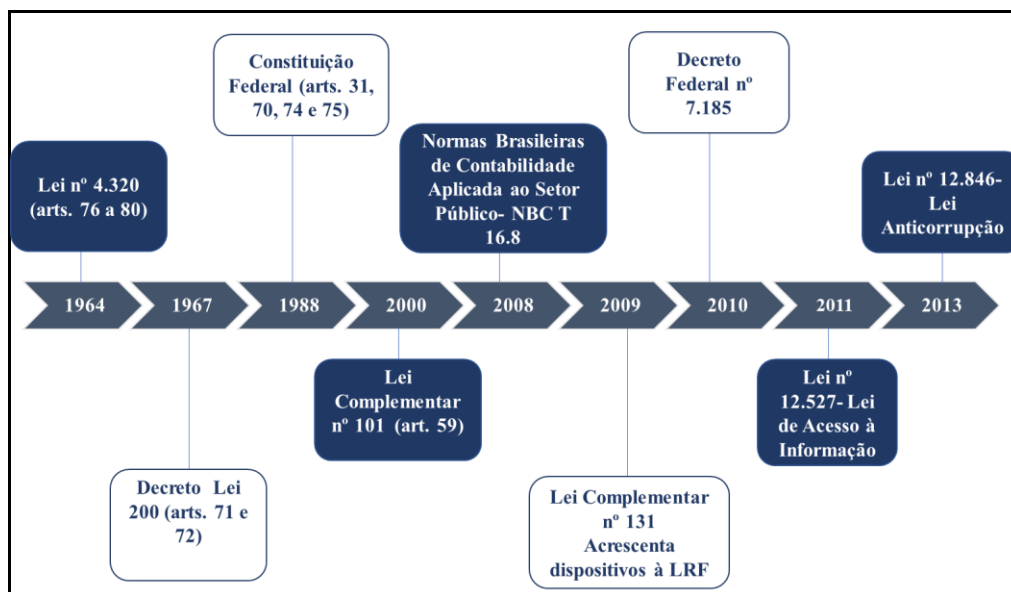 Constituição
Federal (arts. 31,
70, 74 e 75)
Decreto
Federal nº
7.185
Lei nº 4.320
(arts. 76 a 80)
Normas Brasileiras
de Contabilidade
Aplicada ao Setor
Público- NBC T
16.8
Lei nº 12.846-
Lei
Anticorrupção
1964 1967 1988 2000 2008 2009 2010 2011 2013
Lei
Complementar
nº 101 (art. 59)
Lei nº
12.527- Lei
de Acesso à
Informação
Decreto Lei
200 (arts. 71 e
72)
Lei Complementar
nº 131
Acrescenta
dispositivos à LRF